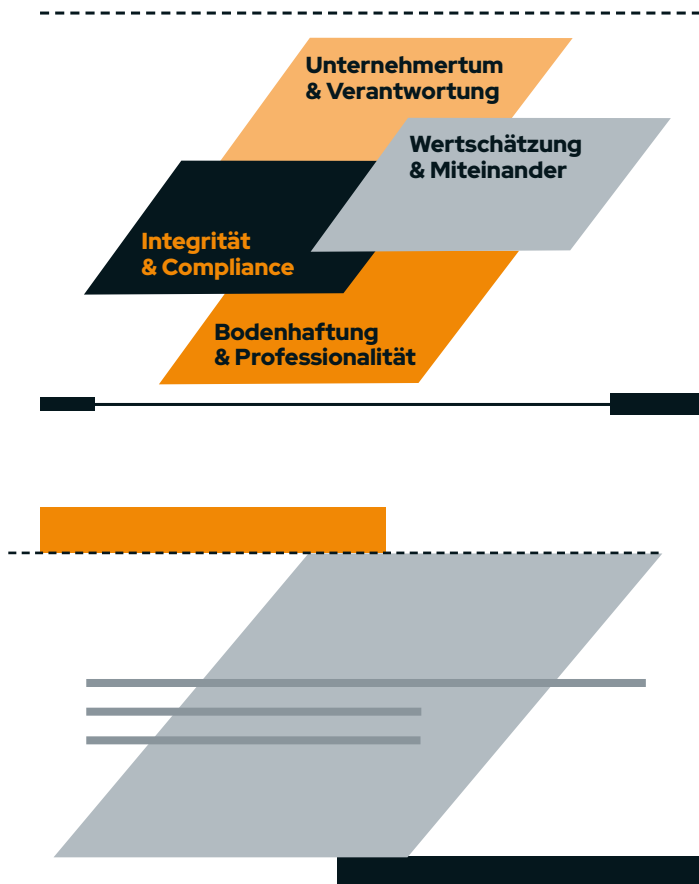 Unternehmertum
& Verantwortung
Wertschätzung
& Miteinander
Integrität
& Compliance
Bodenhaftung
& Professionalität